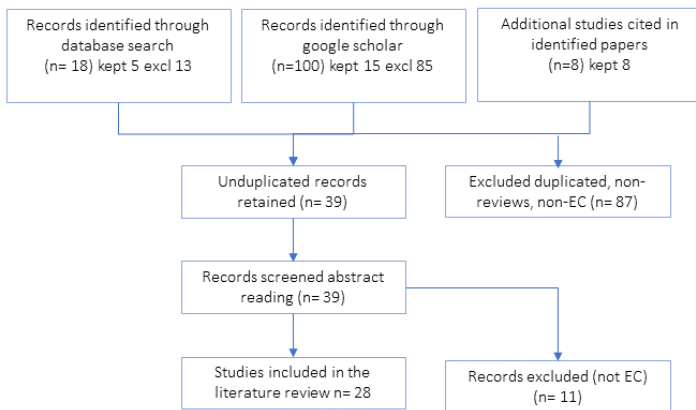 Records identified through
database search
(n= 18) kept 5 excl 13
Records identified through
google scholar
(n=100) kept 15 excl 85
Additional studies cited in
identified papers
(n=8) kept 8
Unduplicated records
retained (n= 39)
Excluded duplicated, non-
reviews, non-EC (n= 87)
Records screened abstract
reading (n= 39)
Studies included in the
literature review n= 28
Records excluded (not EC)
(n= 11)